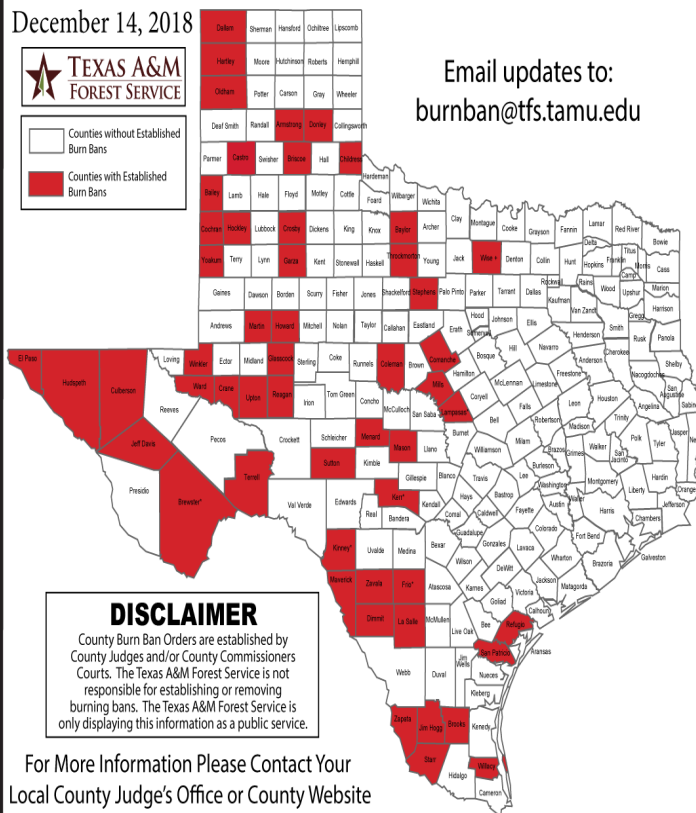 December 14, 2018
TEXAS A&M
FOREST SERVICE
Counties without Established
Burn Bans
Counties with Established
Burn Bans
Email updates to:
burnban@tfs.tamu.edu
Dallam Sherman Hansford Ochiltree Lipscomb
Hartley Moore Hutchinson Roberts Hemphill
Oldham Potter Carson Gray Wheeler
Deaf Smith Randall Armstrong Donley Collingsworth
Parmer Castro Swisher Briscoe Hall Childress
Hardeman
Bailey Lamb Hale Floyd Motley Cottle Foard Wilbarger Wichita
Clay Montague Cooke Grayson Fannin Lamar Red River Bowie
Cochran Hockley Lubbock Crosby Dickens King Knox Baylor Archer
Delta Titus Morris Cass
Yoakum Terry Lynn Garza Kent Stonewall Haskell Throckmorton Young Jack Wise + Denton Collin Hunt Hopkins Franklin
Camp
Rockwall Rains Wood Upshur Marion
Gaines Dawson Borden Scurry Fisher Jones Shackelford Stephens Palo Pinto Parker Tarrant Dallas Kaufman Van Zandt Gregg Harrison
Andrews Martin Howard Mitchell Nolan Taylor Callahan Eastland Erath Hood Somervell Johnson Ellis Henderson Smith Rusk Panola
El Paso Hudspeth Culberson Loving Winkler Ector Midland Glasscock Sterling Coke Runnels Coleman Brown Comanche Hamilton Bosque Hill Navarro Anderson Cherokee Nacogdoches Shelby
San
Augustine
Ward Crane Upton Reagan Irion Tom Green Concho McCulloch San Saba Mills Lampasas* Coryell McLennan Limestone Freestone Leon Houston Angelina Sabin
Reeves Pecos Crockett Schleicher Menard Mason Llano Burnet Bell Falls Robertson Madison Trinity Polk Tyler Jasper Ne
Jeff Davis Sutton Kimble Gillespie Blanco Williamson Milam Brazos Grimes Walker San
Jacinto
Presidio Brewster* Terrell Val Verde Edwards Real Kerr* Kendall Hays Travis Lee Burleson Washington Montgomery Liberty Hardin Orange
Bandera Comal Caldwell Bastrop Fayette Austin Waller Harris Chambers Jefferson
Kinney* Uvalde Medina Bexar Guadalupe Gonzales Lavaca Colorado Fort Bend Galveston
Maverick Zavala Frio* Atascosa Wilson Karnes DeWitt Wharton Brazoria
Dimmit La Salle McMullen Live Oak Bee Goliad Victoria Jackson Matagorda
Calhoun
Refugio
Aransas
San Patricio
Webb Duval Jim
Wells Nueces
Kleberg
Zapata Jim Hogg Brooks Kenedy
Starr Hidalgo Willacy
Cameron
DISCLAIMER
County Burn Ban Orders are established by
County Judges and/or County Commissioners
Courts. The Texas A&M Forest Service is not
responsible for establishing or removing
burning bans. The Texas A&M Forest Service is
only displaying this information as a public service.
For More Information Please Contact Your
Local County Judge's Office or County Website